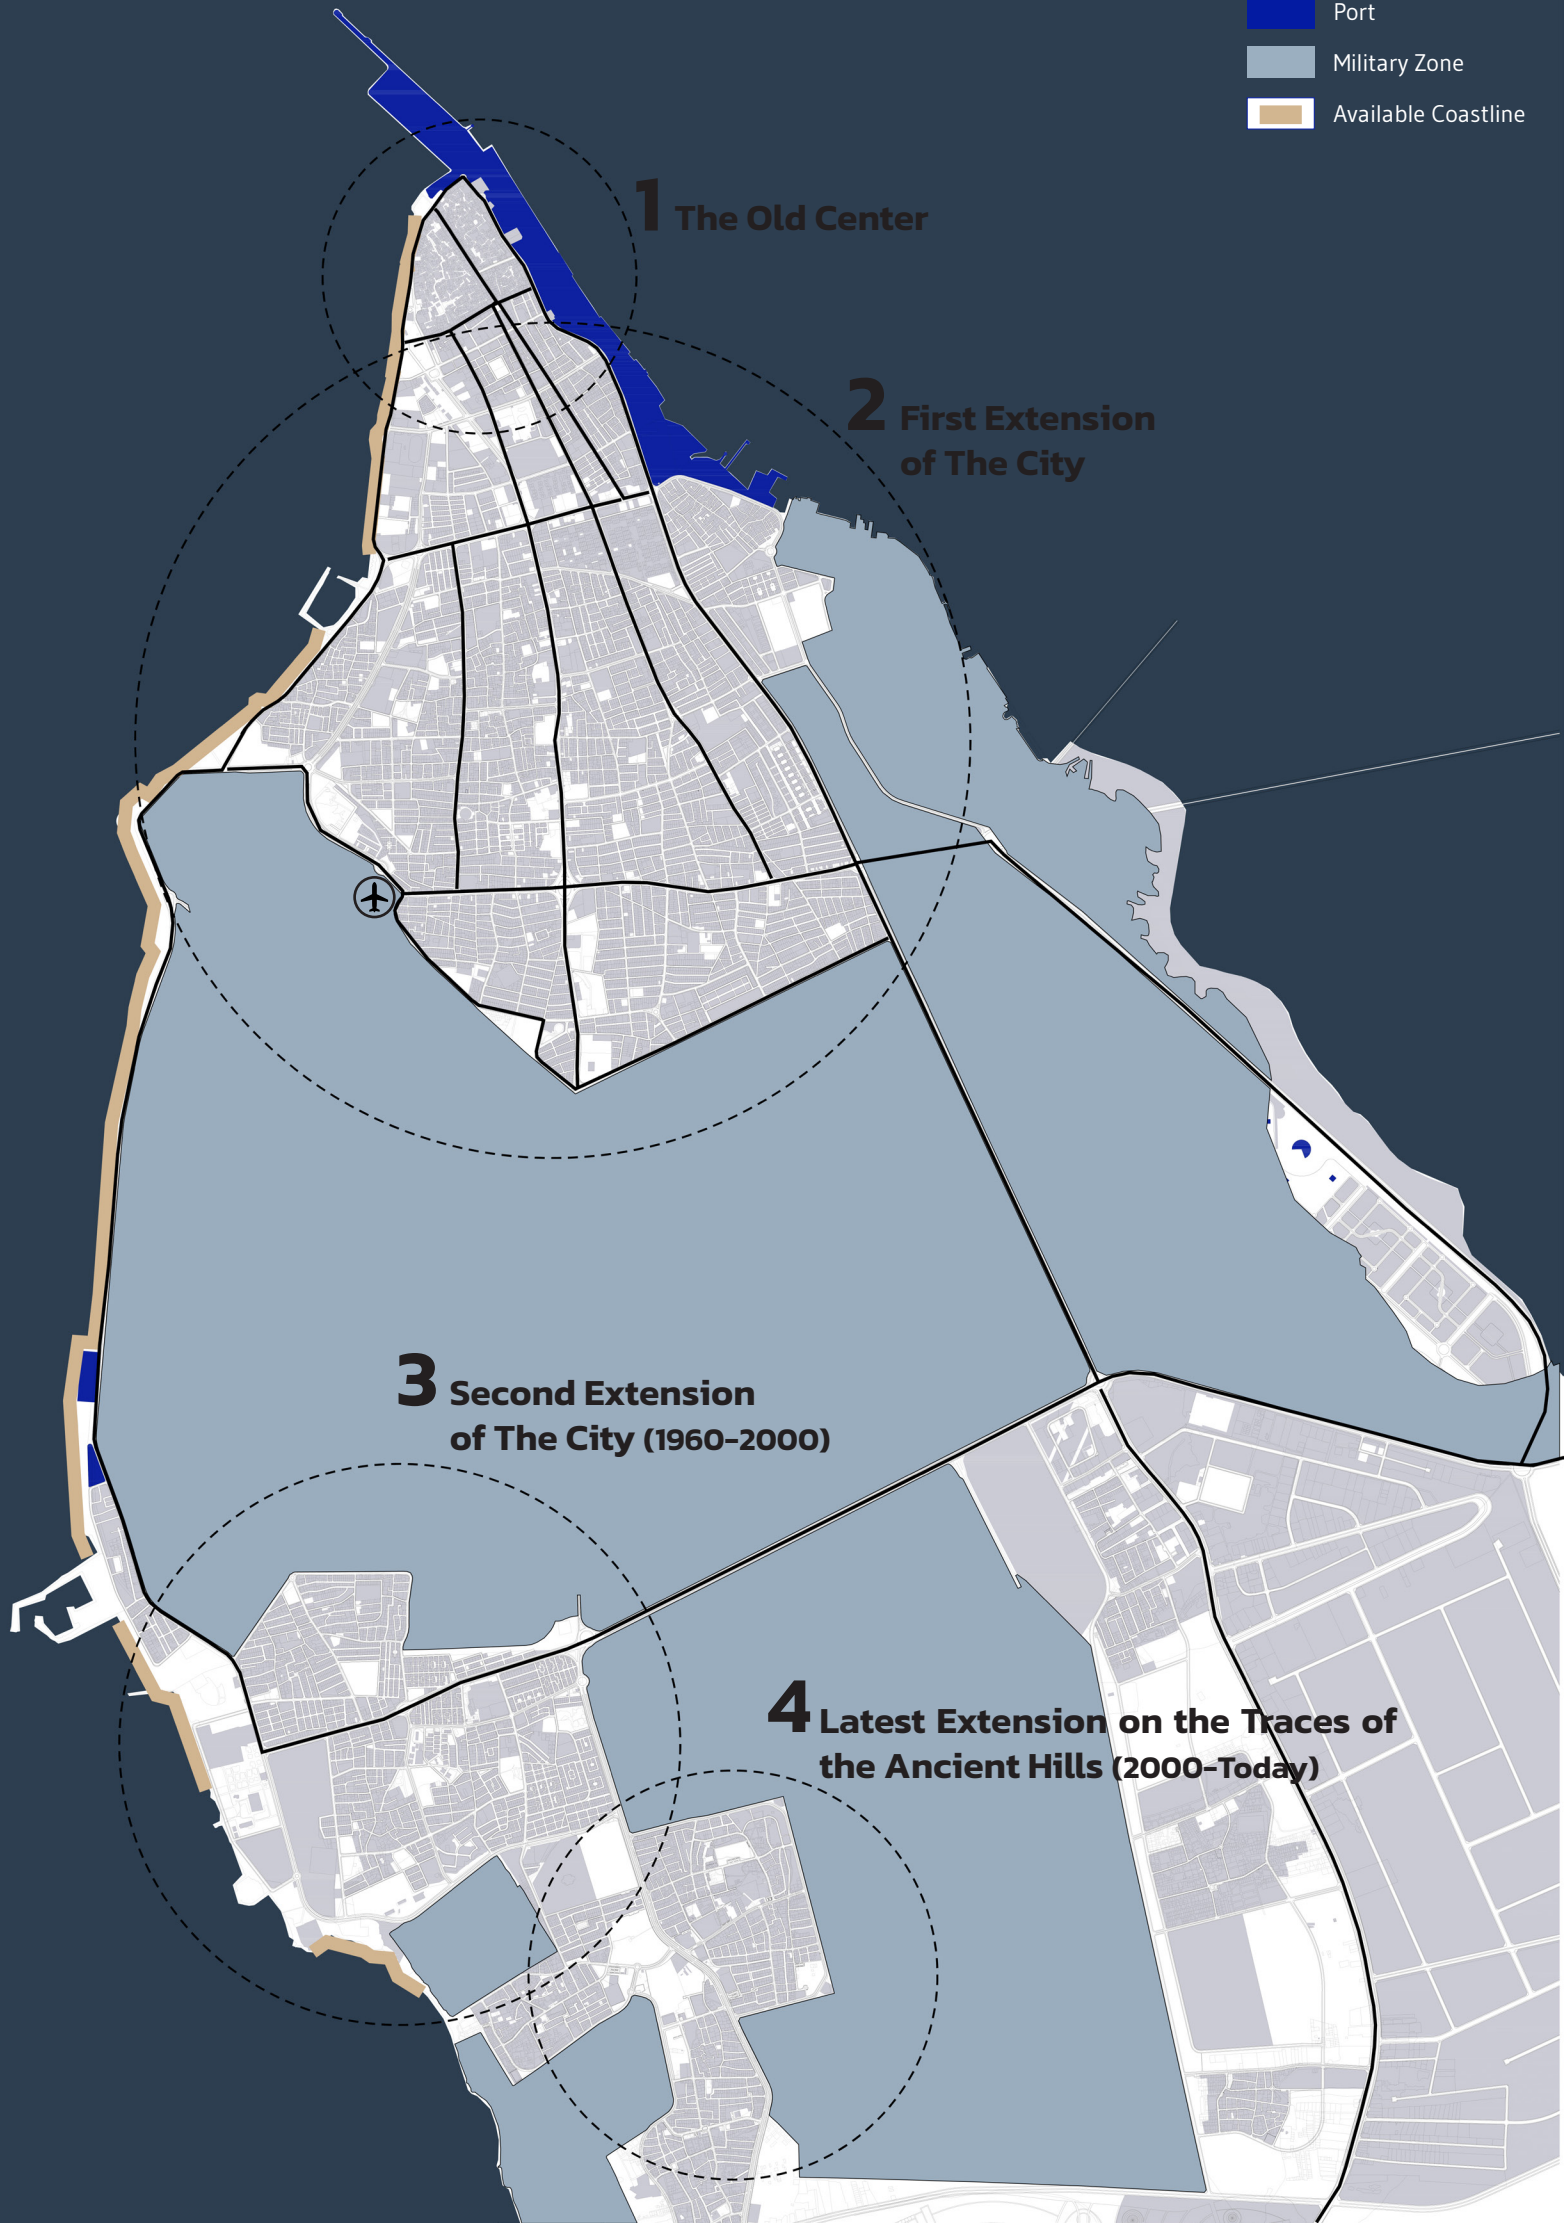 Port
Military Zone
Available Coastline
1 The Old Center
2 First Extension
of The City
3 Second Extension
of The City (1960-2000)
4 Latest Extension on the Traces of
the Ancient Hills (2000-Today)